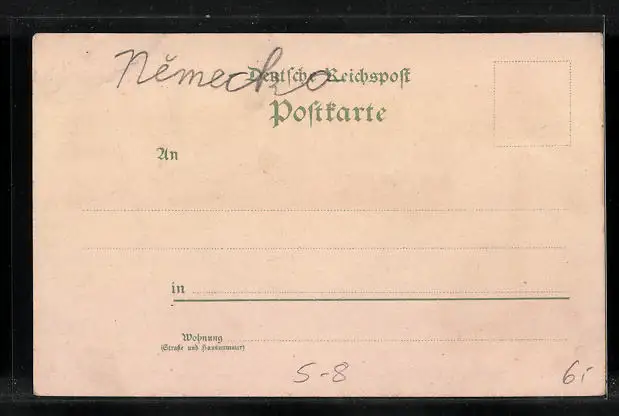 Německo
Deutsche Reichspost
Postkarte
An
in
Wohnung
(Straße und Hausnummer)
5-8
6,-